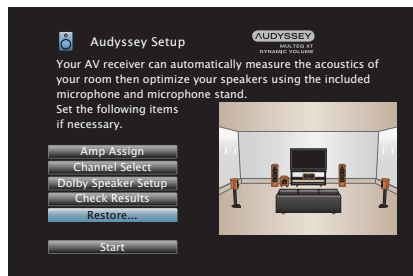 Audyssey Setup
AUDYSSEY
MULTEQ XT
DYNAMIC VOLUME
Your AV receiver can automatically measure the acoustics of
your room then optimize your speakers using the included
microphone and microphone stand.
Set the following items
if necessary.
Amp Assign
Channel Select
Dolby Speaker Setup
Check Results
Restore...
Start